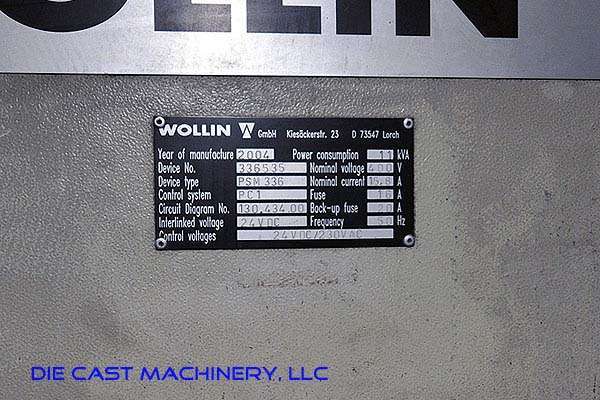 OLLIN
WOLLIN GmbH Kiesäckerstr. 23 D 73547 Lorch
Year of manufacture 2004 Power consumption 11 kVA
Device No. 336535 Nominal voltage 400 V
Device type PSM 336 Nominal current 15,8 A
Control system PC1 Fuse 16 A
Circuit Diagram No. 130.434.00 Back-up fuse 20 A
Interlinked voltage 24VDC Frequency 50 Hz
Control voltages 24VDC/230VAC
DIE CAST MACHINERY, LLC